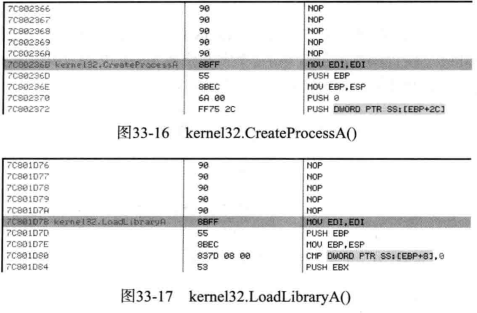 7C802366 90 NOP
7C802367 90 NOP
7C802368 90 NOP
7C802369 90 NOP
7C80236A 90 NOP
7C80236B kernel32.CreateProcessA 8BFF MOV EDI,EDI
7C80236D 55 PUSH EBP
7C80236E 8BEC MOV EBP,ESP
7C802370 6A 00 PUSH 0
7C802372 FF75 2C PUSH DWORD PTR SS:[EBP+2C]
图33-16 kernel32.CreateProcessA()
7C801D76 90 NOP
7C801D77 90 NOP
7C801D78 90 NOP
7C801D79 90 NOP
7C801D7A 90 NOP
7C801D7B kernel32.LoadLibraryA 8BFF MOV EDI,EDI
7C801D7D 55 PUSH EBP
7C801D7E 8BEC MOV EBP,ESP
7C801D80 837D 08 00 CMP DWORD PTR SS:[EBP+8],0
7C801D84 53 PUSH EBX
图33-17 kernel32.LoadLibraryA()